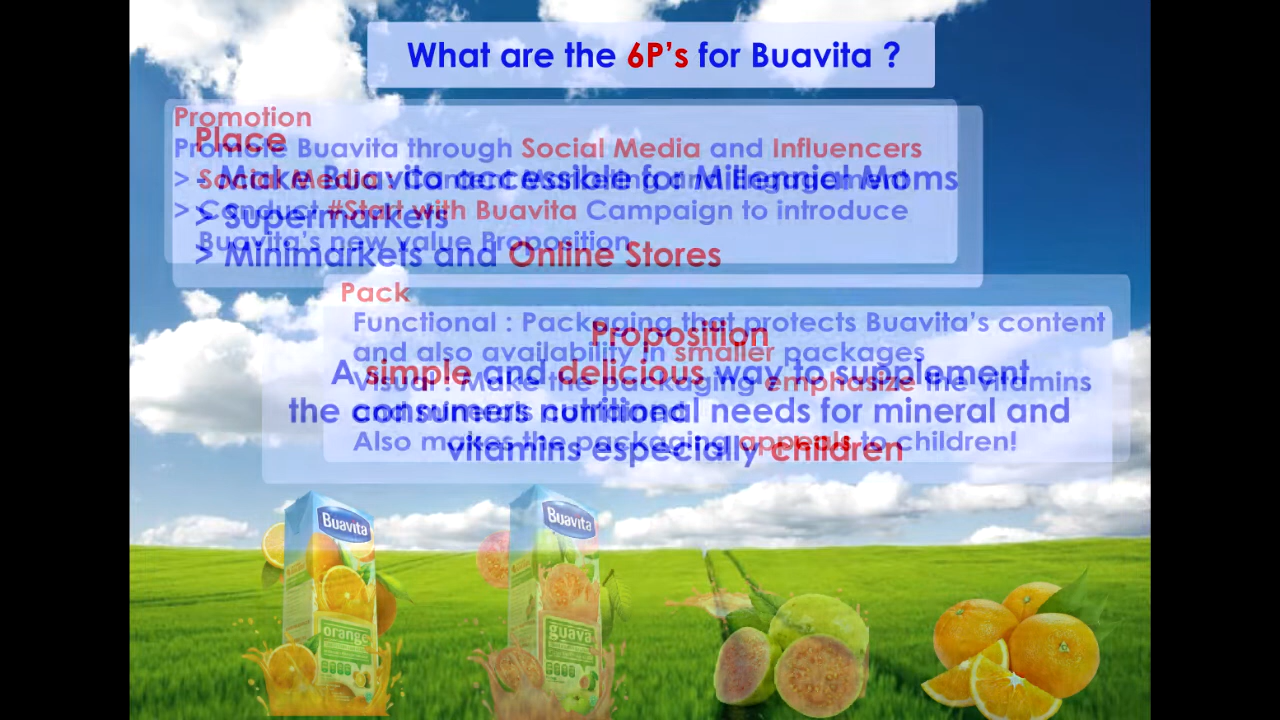 What are the 6P's for Buavita ?
Promotion
Promote Buavita through Social Media and Influencers
> Social Media : Content Marketing and Engagement
> Conduct #Start with Buavita Campaign to introduce
Buavita's new value Proposition
Place
- Make Buavita accessible for Millennial Moms
> Supermarkets
> Minimarkets and Online Stores
Pack
Functional : Packaging that protects Buavita's content
and also availability in smaller packages
Visual : Make the packaging emphasize the vitamins
and
Also makes the packaging appeals to children!
Proposition
A simple and delicious way to supplement
the consumers nutritional needs for mineral and
vitamins especially children
Buavita
orange
Buavita
guava